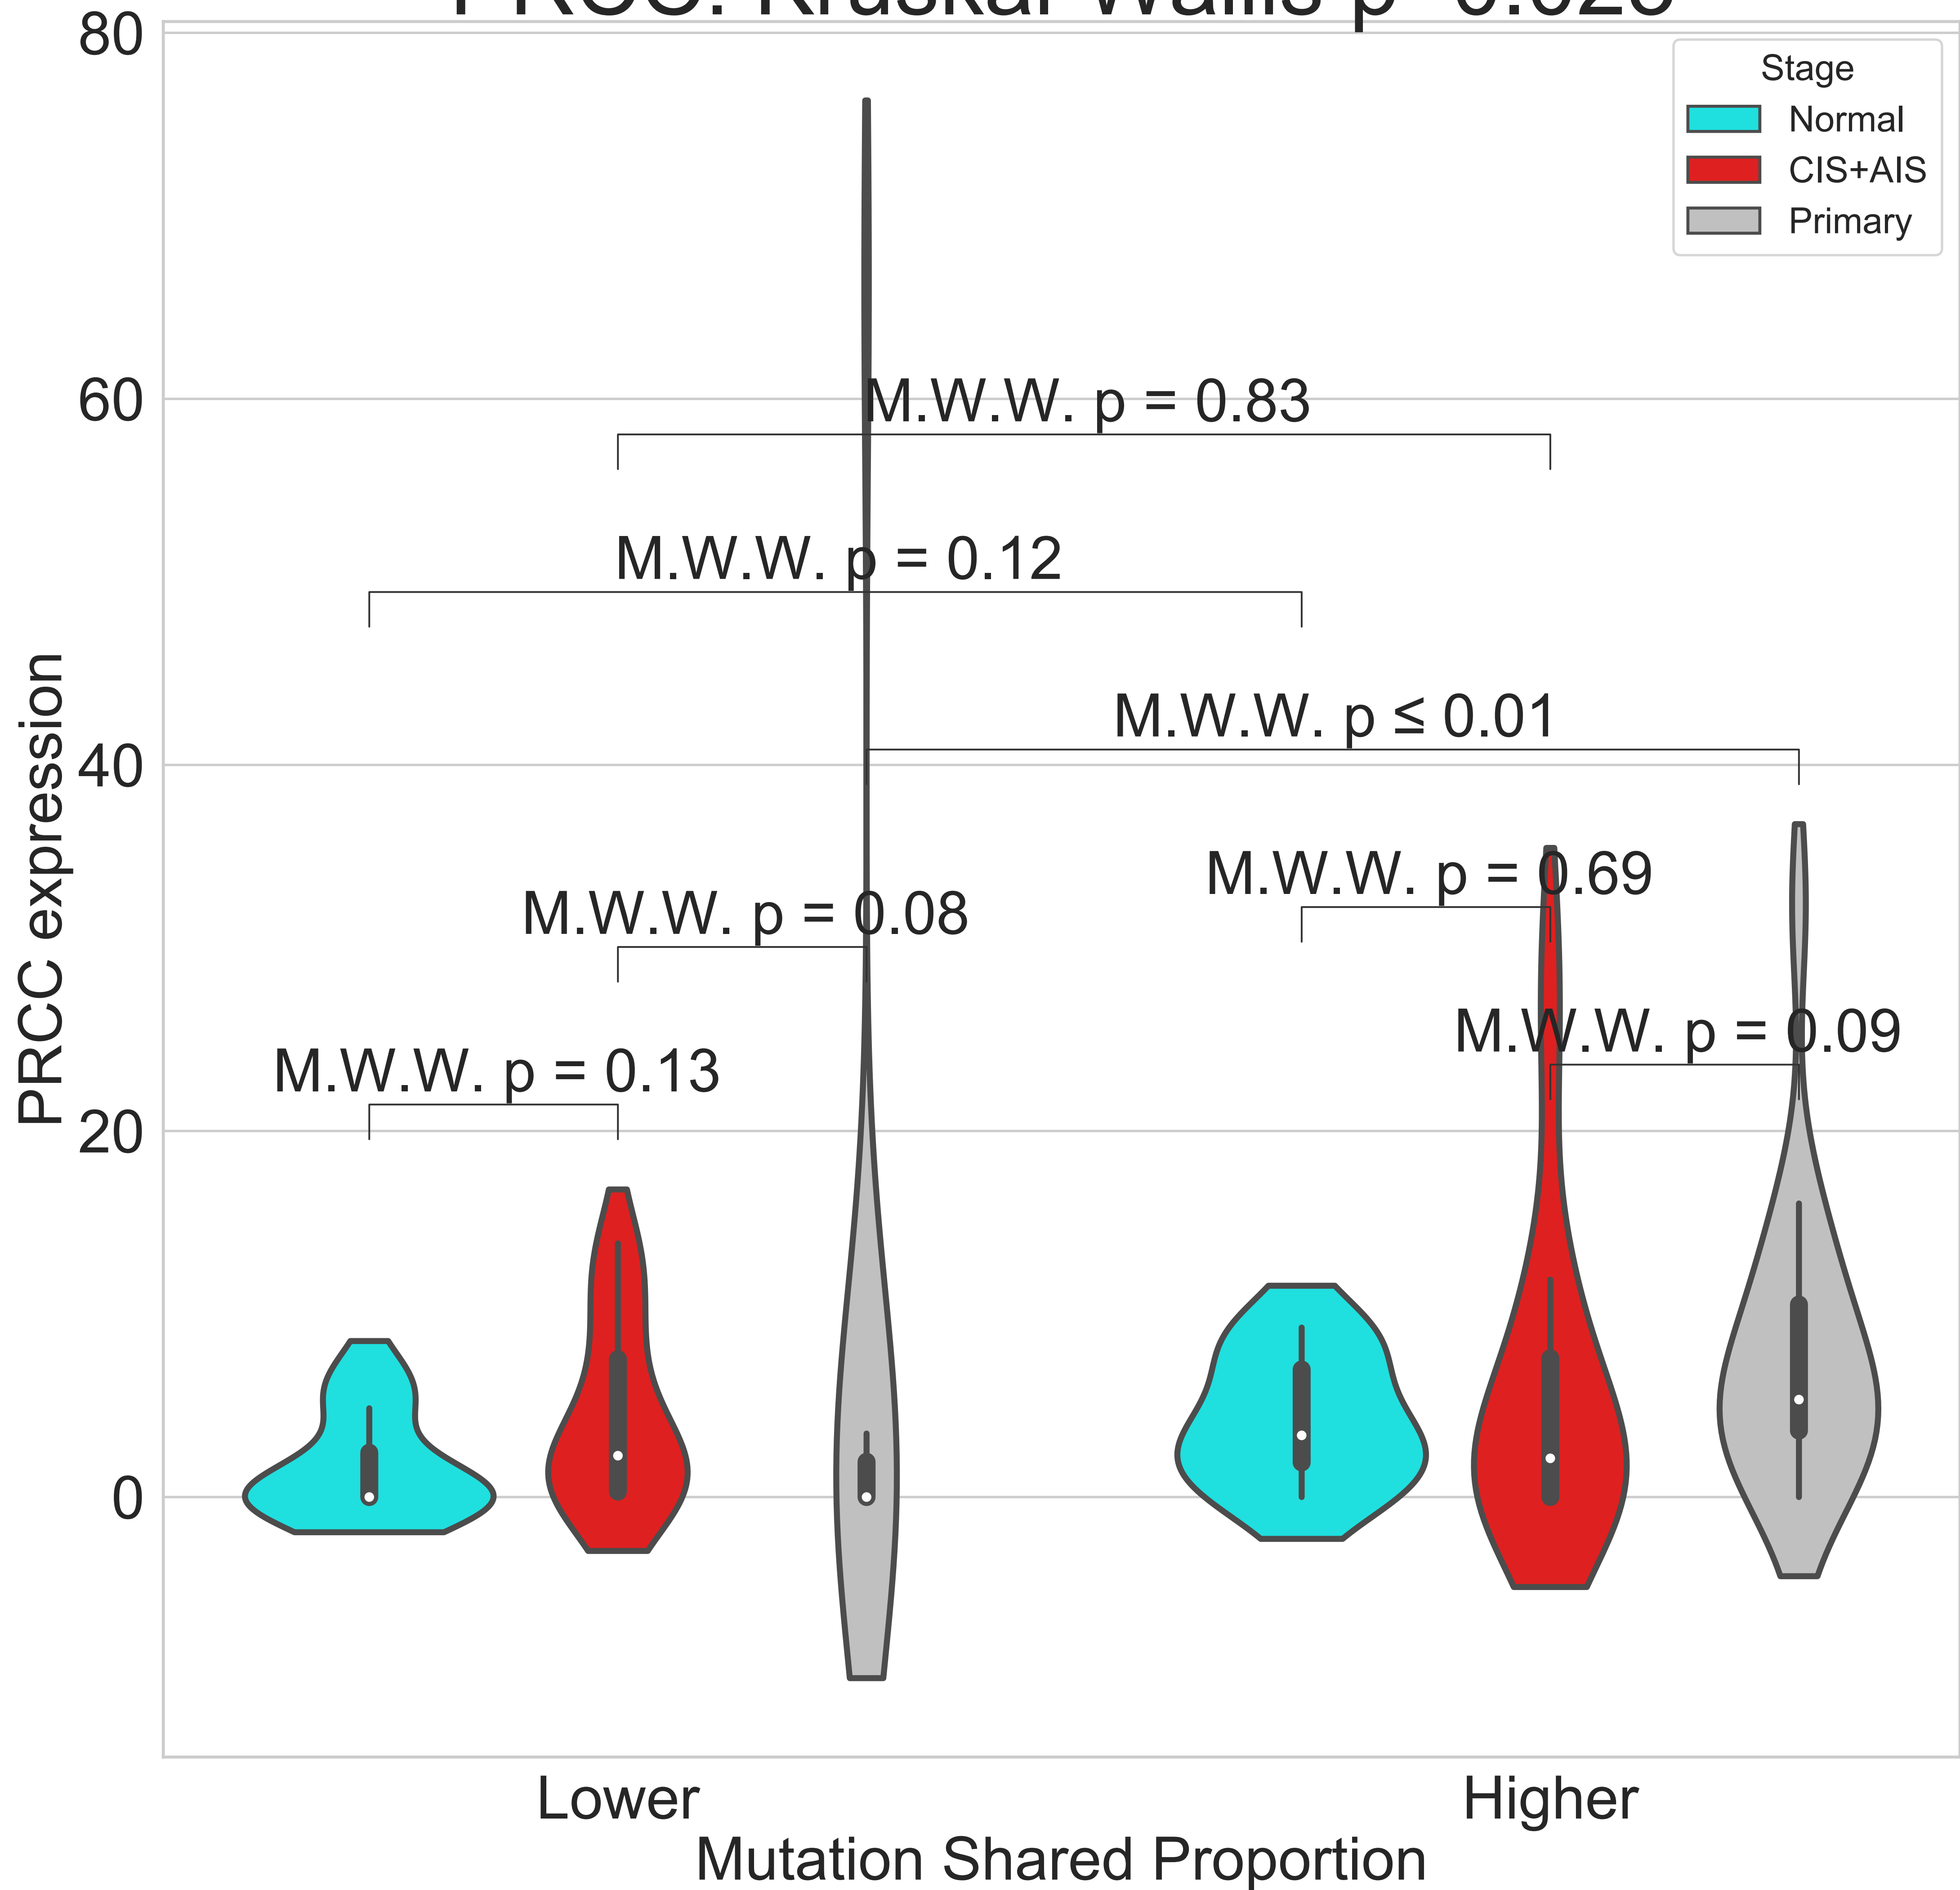 80
Stage
Normal
CIS+AIS
Primary
60
M.W.W. p = 0.83
M.W.W. p = 0.12
M.W.W. p ≤ 0.01
40
M.W.W. p = 0.69
M.W.W. p = 0.08
M.W.W. p = 0.09
M.W.W. p = 0.13
20
0
PRCC expression
Lower
Higher
Mutation Shared Proportion